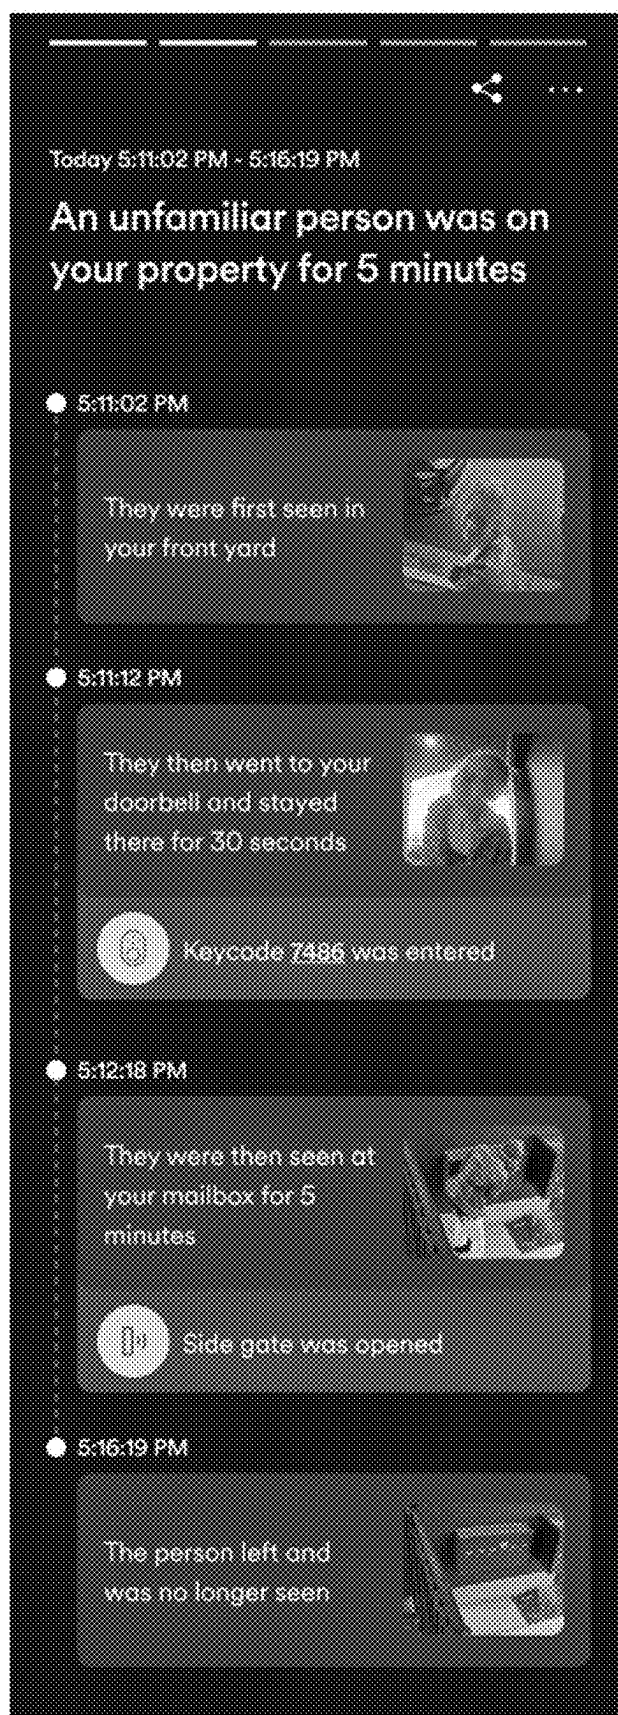 Today 5:11:02 PM - 5:16:19 PM
An unfamiliar person was on
your property for 5 minutes
5:11:02 PM
They were first seen in
your front yard
5:11:12 PM
They then went to your
doorbell and stayed
there for 30 seconds
Keycode 7486 was entered
5:12:18 PM
They were then seen at
your mailbox for 5
minutes
Side gate was opened
5:16:19 PM
The person left and
was no longer seen